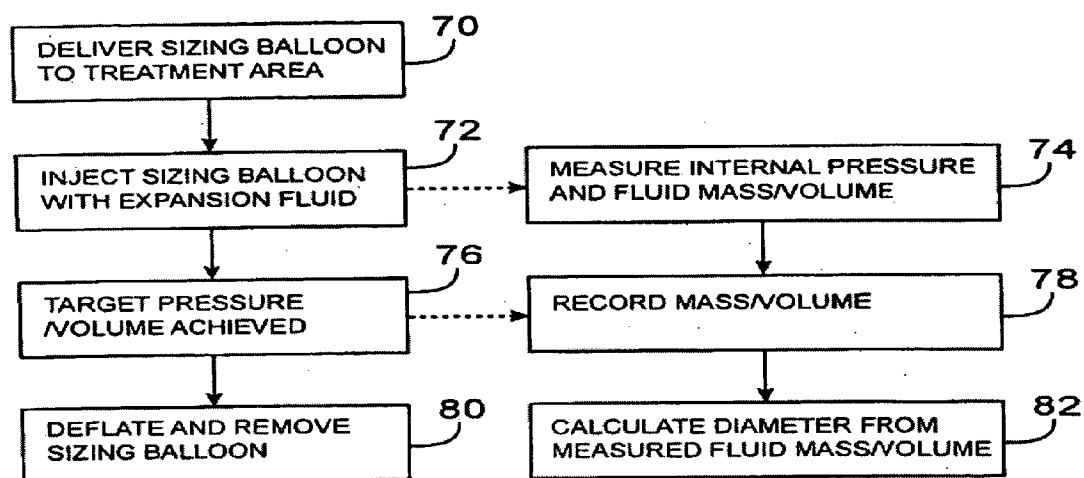 DELIVER SIZING BALLOON
TO TREATMENT AREA
70
INJECT SIZING BALLOON
WITH EXPANSION FLUID
72
MEASURE INTERNAL PRESSURE
AND FLUID MASS/VOLUME
74
TARGET PRESSURE
/VOLUME ACHIEVED
76
RECORD MASS/VOLUME
78
DEFLATE AND REMOVE
SIZING BALLOON
80
CALCULATE DIAMETER FROM
MEASURED FLUID MASS/VOLUME
82